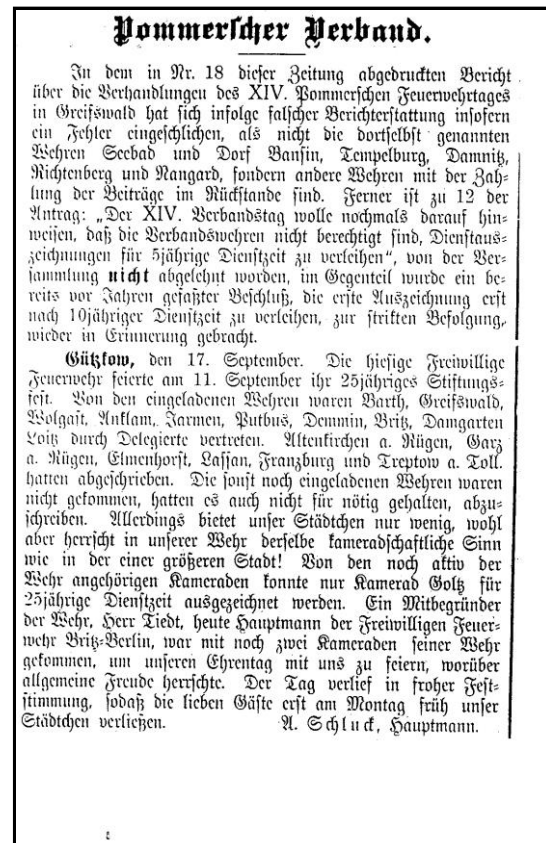 Pommerscher Verband.
In dem in Nr. 18 dieser Zeitung abgedruckten Bericht
über die Verhandlungen des XIV. Pommerschen Feuerwehrtages
in Greifswald hat sich infolge falscher Berichterstattung insofern
ein Fehler eingeschlichen, als nicht die dortselbst genannten
Wehren Seebad und Dorf Bansin, Tempelburg, Damnitz,
Richtenberg und Nangard, sondern andere Wehren mit der Zah-
lung der Beiträge im Rückstande sind. Ferner ist zu 12 der
Antrag: „Der XIV. Verbandstag wolle nochmals darauf hin-
weisen, daß die Verbandswehren nicht berechtigt sind, Dienstaus-
zeichnungen für 5jährige Dienstzeit zu verleihen“, von der Ver-
sammlung nicht abgelehnt worden, im Gegenteil wurde ein be-
reits vor Jahren gefaßter Beschluß, die erste Auszeichnung erst
nach 10jähriger Dienstzeit zu verleihen, zur strikten Befolgung,
wieder in Erinnerung gebracht.
Gützkow, den 17. September. Die hiesige Freiwillige
Feuerwehr feierte am 11. September ihr 25jähriges Stiftungs-
fest. Von den eingeladenen Wehren waren Barth, Greifswald,
Wolgast, Anklam, Jarmen, Putbus, Demmin, Britz, Damgarten
Loitz durch Delegierte vertreten. Altenkirchen a. Rügen, Garz
a. Rügen, Elmenhorst, Lassan, Franzburg und Treptow a. Toll.
hatten abgeschrieben. Die sonst noch eingeladenen Wehren waren
nicht gekommen, hatten es auch nicht für nötig gehalten, abzu-
schreiben. Allerdings bietet unser Städtchen nur wenig, wohl
aber herrscht in unserer Wehr derselbe kameradschaftliche Sinn
wie in der einer größeren Stadt! Von den noch aktiv der
Wehr angehörigen Kameraden konnte nur Kamerad Goltz für
25jährige Dienstzeit ausgezeichnet werden. Ein Mitbegründer
der Wehr, Herr Tiedt, heute Hauptmann der Freiwilligen Feuer-
wehr Britz-Berlin, war mit noch zwei Kameraden seiner Wehr
gekommen, um unseren Ehrentag mit uns zu feiern, worüber
allgemeine Freude herrschte. Der Tag verlief in froher Fest-
stimmung, sodaß die lieben Gäste erst am Montag früh unser
Städtchen verließen. A. Schluck, Hauptmann.